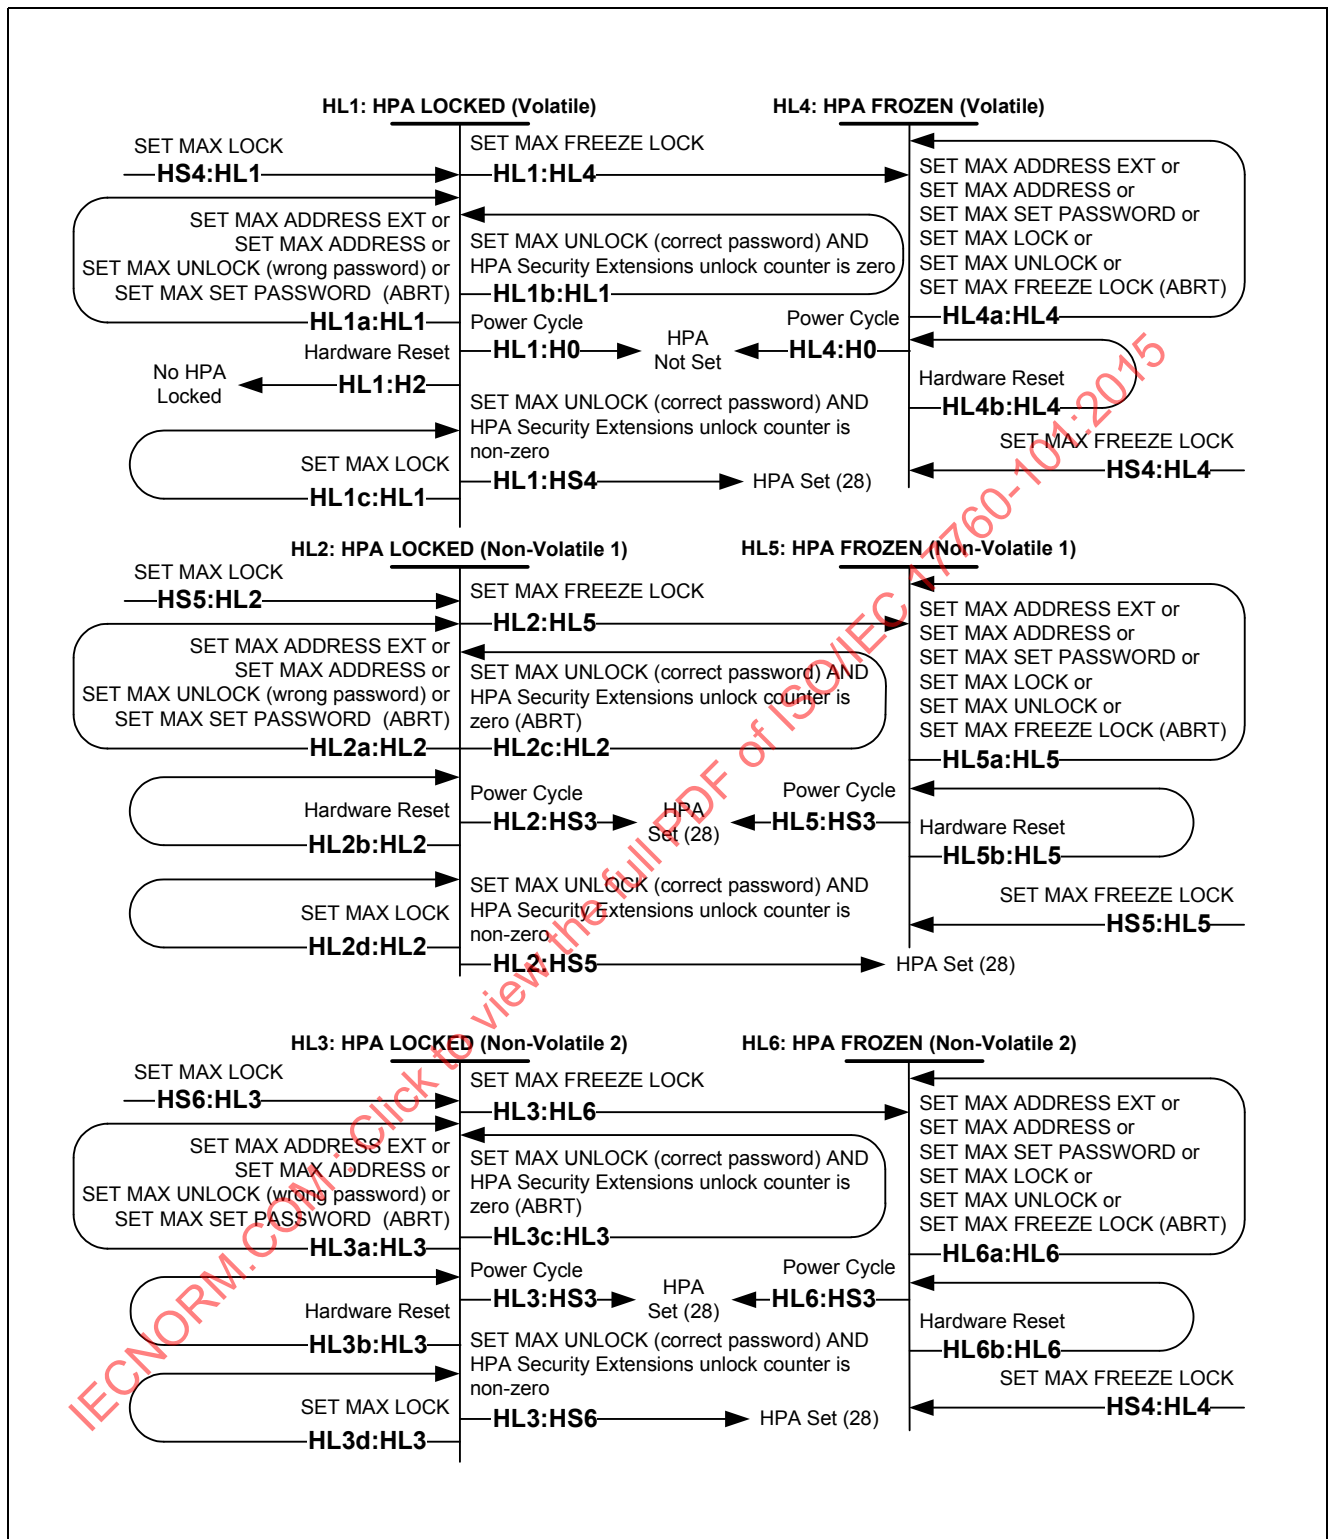 HL1: HPA LOCKED (Volatile)
SET MAX LOCK
HS4:HL1
SET MAX FREEZE LOCK
HL1:HL4
SET MAX ADDRESS EXT or
SET MAX ADDRESS or
SET MAX UNLOCK (wrong password) or
SET MAX SET PASSWORD (ABRT)
HL1a:HL1
SET MAX UNLOCK (correct password) AND
HPA Security Extensions unlock counter is zero
HL1b:HL1
Hardware Reset
HL1:H2
No HPA
Locked
Power Cycle
HL1:H0
HPA
Not Set
SET MAX LOCK
HL1c:HL1
SET MAX UNLOCK (correct password) AND
HPA Security Extensions unlock counter is
non-zero
HL1:HS4
HPA Set (28)
HL4: HPA FROZEN (Volatile)
SET MAX ADDRESS EXT or
SET MAX ADDRESS or
SET MAX SET PASSWORD or
SET MAX LOCK or
SET MAX UNLOCK or
SET MAX FREEZE LOCK (ABRT)
HL4a:HL4
Power Cycle
HL4:H0
Hardware Reset
HL4b:HL4
SET MAX FREEZE LOCK
HS4:HL4
HL2: HPA LOCKED (Non-Volatile 1)
SET MAX LOCK
HS5:HL2
SET MAX FREEZE LOCK
HL2:HL5
SET MAX ADDRESS EXT or
SET MAX ADDRESS or
SET MAX UNLOCK (wrong password) or
SET MAX SET PASSWORD (ABRT)
HL2a:HL2
SET MAX UNLOCK (correct password) AND
HPA Security Extensions unlock counter is
zero (ABRT)
HL2c:HL2
Hardware Reset
HL2b:HL2
Power Cycle
HL2:HS3
HPA
Set (28)
SET MAX LOCK
HL2d:HL2
SET MAX UNLOCK (correct password) AND
HPA Security Extensions unlock counter is
non-zero
HL2:HS5
HPA Set (28)
HL5: HPA FROZEN (Non-Volatile 1)
SET MAX ADDRESS EXT or
SET MAX ADDRESS or
SET MAX SET PASSWORD or
SET MAX LOCK or
SET MAX UNLOCK or
SET MAX FREEZE LOCK (ABRT)
HL5a:HL5
Power Cycle
HL5:HS3
Hardware Reset
HL5b:HL5
SET MAX FREEZE LOCK
HS5:HL5
HL3: HPA LOCKED (Non-Volatile 2)
SET MAX LOCK
HS6:HL3
SET MAX FREEZE LOCK
HL3:HL6
SET MAX ADDRESS EXT or
SET MAX ADDRESS or
SET MAX UNLOCK (wrong password) or
SET MAX SET PASSWORD (ABRT)
HL3a:HL3
SET MAX UNLOCK (correct password) AND
HPA Security Extensions unlock counter is
zero (ABRT)
HL3c:HL3
Hardware Reset
HL3b:HL3
Power Cycle
HL3:HS3
HPA
Set (28)
SET MAX LOCK
HL3d:HL3
SET MAX UNLOCK (correct password) AND
HPA Security Extensions unlock counter is
non-zero
HL3:HS6
HPA Set (28)
HL6: HPA FROZEN (Non-Volatile 2)
SET MAX ADDRESS EXT or
SET MAX ADDRESS or
SET MAX SET PASSWORD or
SET MAX LOCK or
SET MAX UNLOCK or
SET MAX FREEZE LOCK (ABRT)
HL6a:HL6
Power Cycle
HL6:HS3
Hardware Reset
HL6b:HL6
SET MAX FREEZE LOCK
HS4:HL4
IECNORM.COM : Click to view the full PDF of ISO/IEC 17760-101:2015